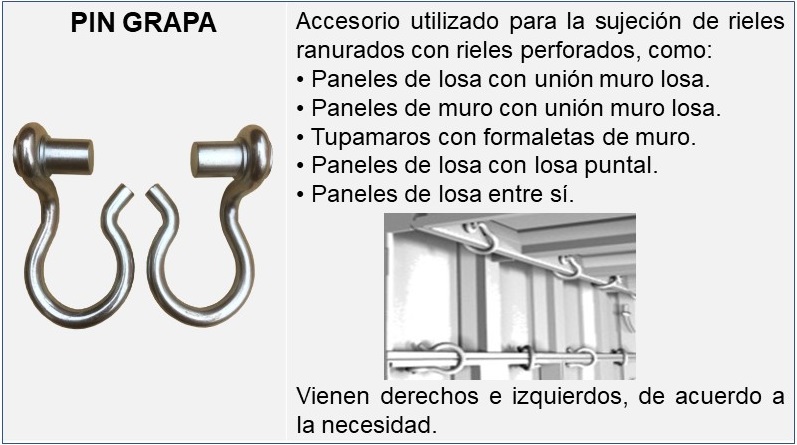 PIN GRAPA
Accesorio utilizado para la sujeción de rieles
ranurados con rieles perforados, como:
• Paneles de losa con unión muro losa.
• Paneles de muro con unión muro losa.
• Tupamaros con formaletas de muro.
• Paneles de losa con losa puntal.
• Paneles de losa entre sí.
Vienen derechos e izquierdos, de acuerdo a
la necesidad.